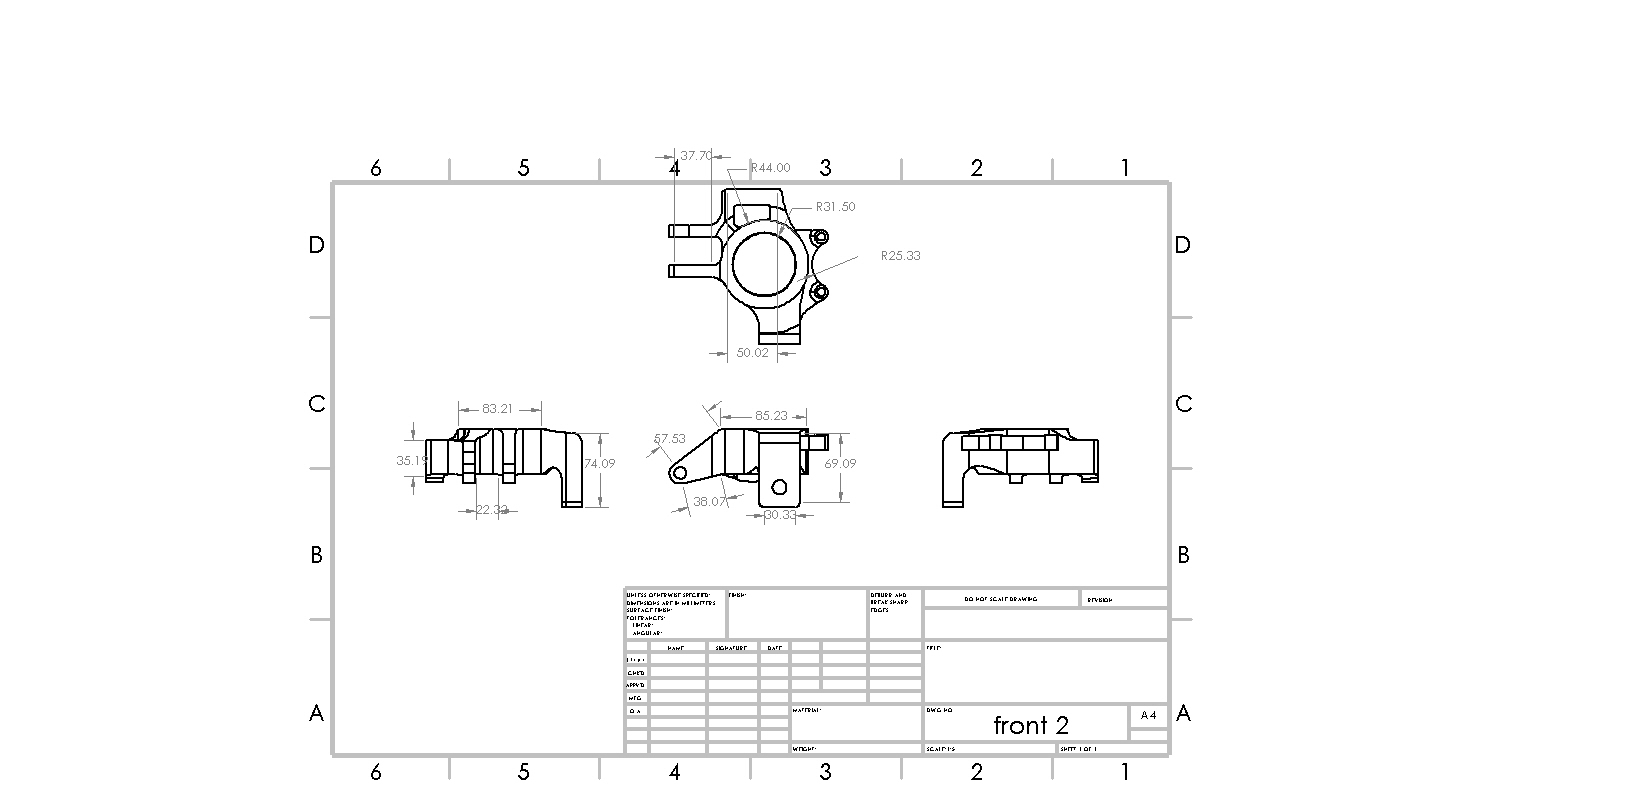 6 5 4 3 2 1
37.70
R44.00
R31.50
R25.33
D D
50.02
C C
83.21
85.23
57.53
35.19
74.09
69.09
38.07
22.33
30.33
B B
UNLESS OTHERWISE SPECIFIED:
DIMENSIONS ARE IN MILLIMETERS
SURFACE FINISH:
TOLERANCES:
LINEAR:
ANGULAR:
FINISH:
DEBURR AND
BREAK SHARP
EDGES
DO NOT SCALE DRAWING
REVISION
NAME SIGNATURE DATE
TITLE:
CHK'D
APPV'D
MFG
Q.A
MATERIAL:
DWG NO.
front 2
A4
A A
WEIGHT:
SCALE 1:5
SHEET 1 OF 1
6 5 4 3 2 1